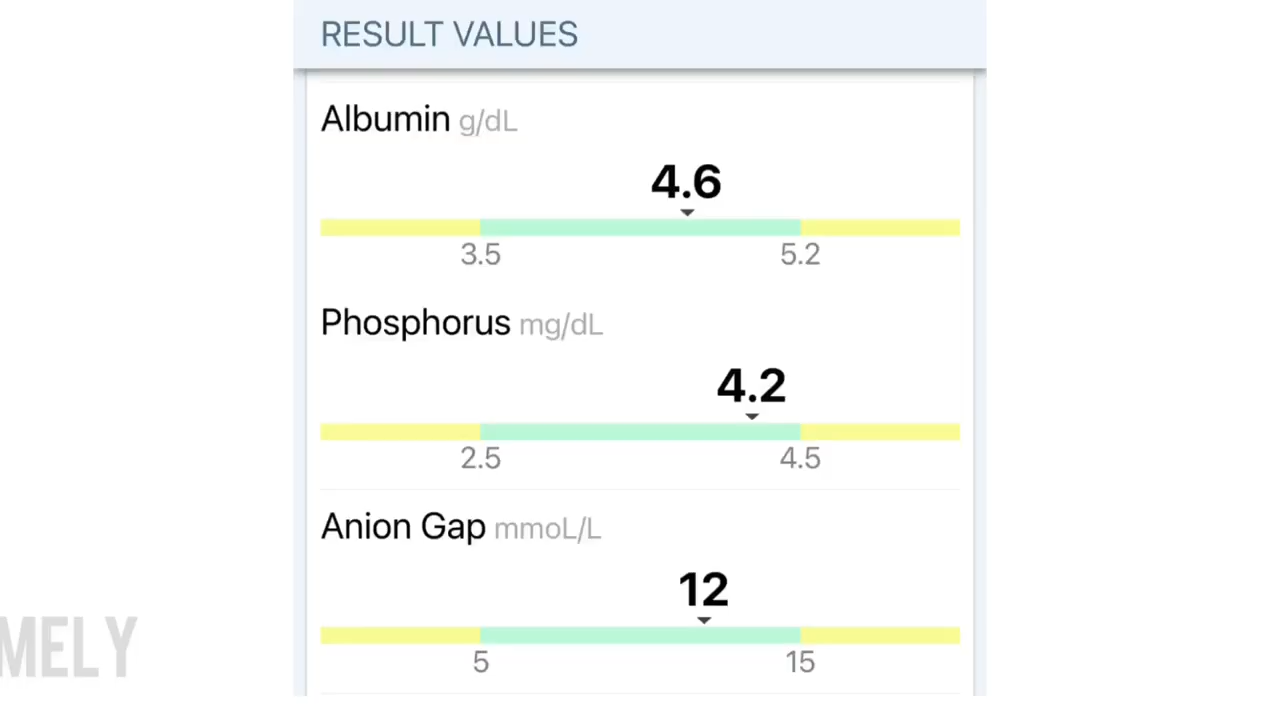 RESULT VALUES
Albumin g/dL
4.6
3.5 5.2
Phosphorus mg/dL
4.2
2.5 4.5
Anion Gap mmoL/L
12
5 15
MELY